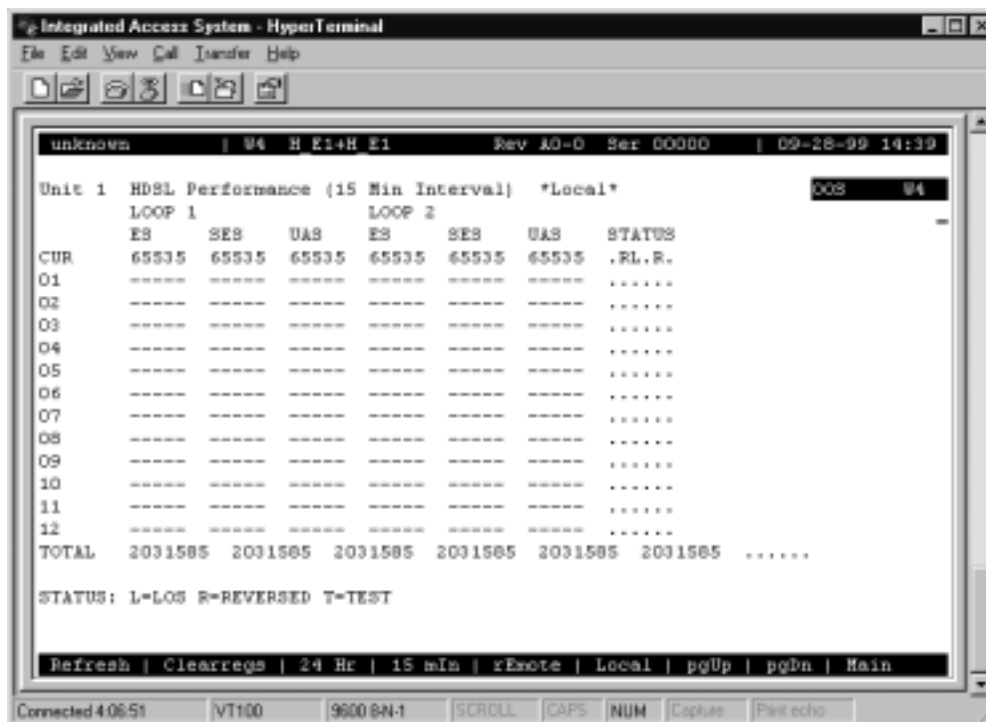 Integrated Access System - HyperTerminal
File Edit View Call Transfer Help
unknown | U4 H_E1+H_E1 Rev A0-0 Ser 00000 | 09-28-99 14:39
Unit 1 HDSL Performance (15 Min Interval) *Local* OOS U4
LOOP 1 LOOP 2
ES SES UAS ES SES UAS STATUS
CUR 65535 65535 65535 65535 65535 65535 .RL.R.
01 ----- ----- ----- ----- ----- ----- ......
02 ----- ----- ----- ----- ----- ----- ......
03 ----- ----- ----- ----- ----- ----- ......
04 ----- ----- ----- ----- ----- ----- ......
05 ----- ----- ----- ----- ----- ----- ......
06 ----- ----- ----- ----- ----- ----- ......
07 ----- ----- ----- ----- ----- ----- ......
08 ----- ----- ----- ----- ----- ----- ......
09 ----- ----- ----- ----- ----- ----- ......
10 ----- ----- ----- ----- ----- ----- ......
11 ----- ----- ----- ----- ----- ----- ......
12 ----- ----- ----- ----- ----- ----- ......
TOTAL 2031585 2031585 2031585 2031585 2031585 2031585 ......
STATUS: L=LOS R=REVERSED T=TEST
Refresh | Clearregs | 24 Hr | 15 mIn | rEmote | Local | pgUp | pgDn | Main
Connected 4:06:51 VT100 9600 8-N-1 SCROLL CAPS NUM Capture Print echo